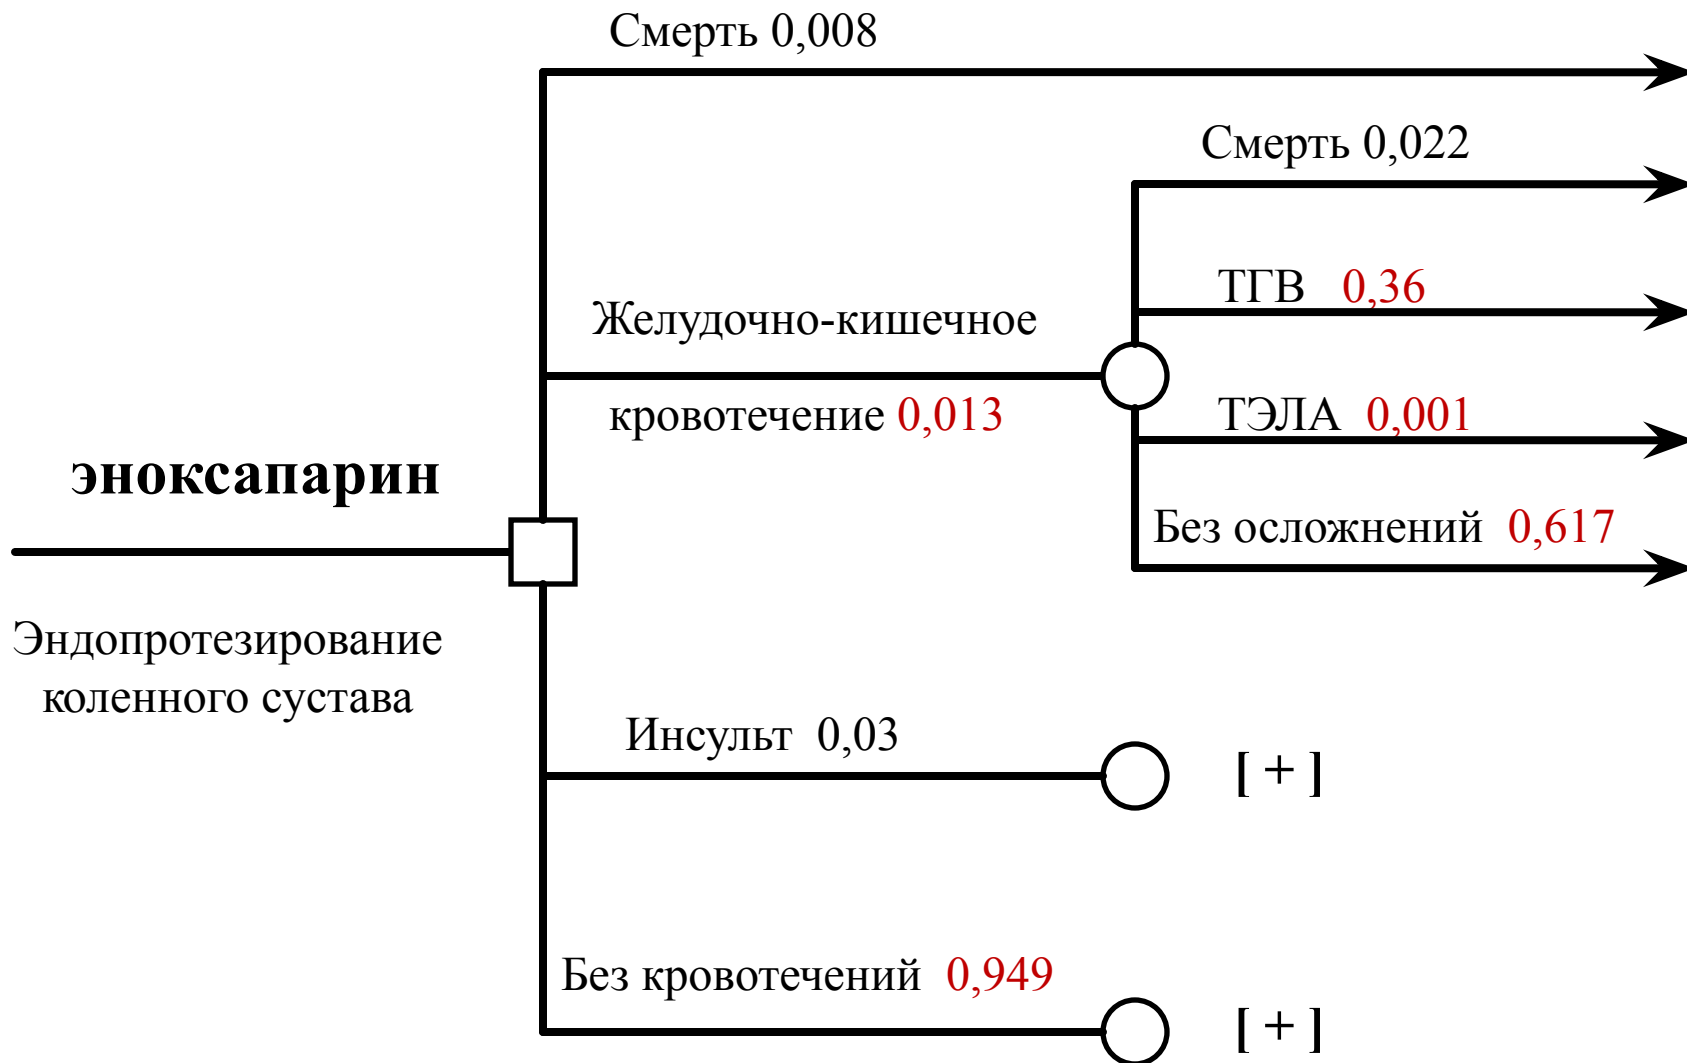 Смерть 0,008
Смерть 0,022
ТГВ 0,36
Желудочно-кишечное
кровотечение 0,013
ТЭЛА 0,001
эноксапарин
Без осложнений 0,617
Эндопротезирование
коленного сустава
Инсульт 0,03
[ + ]
Без кровотечений 0,949
[ + ]